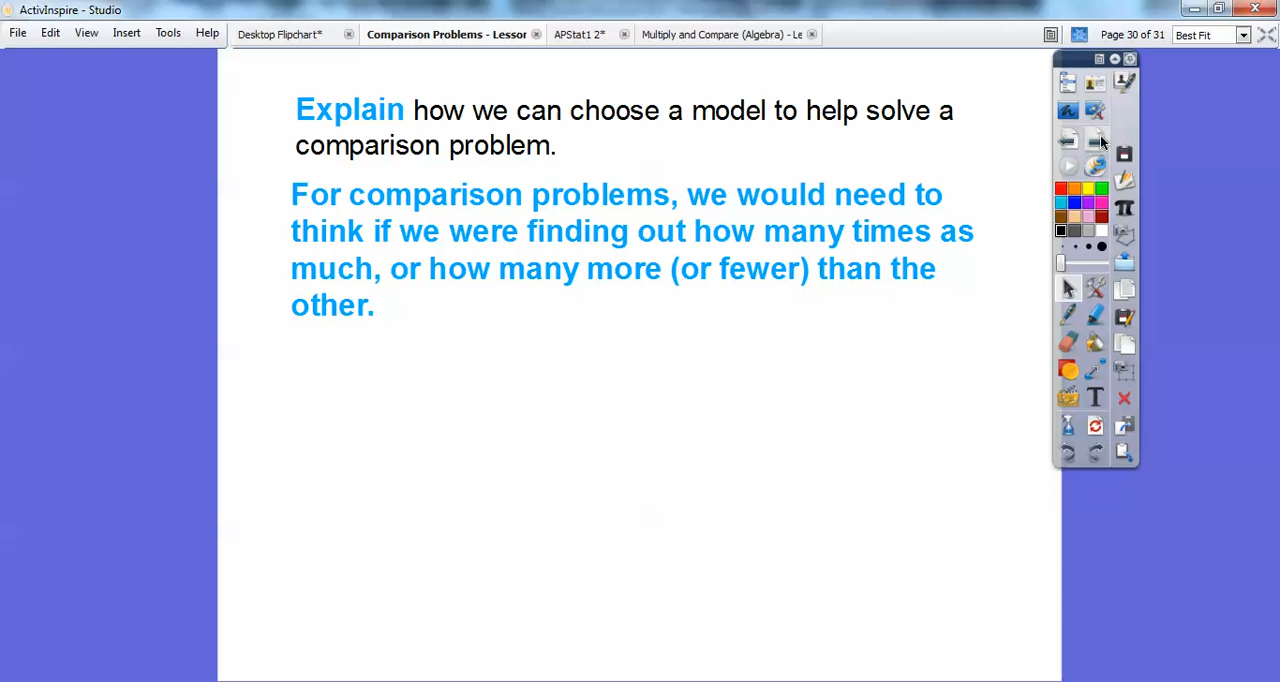 ActivInspire - Studio
File Edit View Insert Tools Help
Desktop Flipchart* Comparison Problems - Lessor APStat1 2* Multiply and Compare (Algebra) - Le Page 30 of 31 Best Fit
Explain how we can choose a model to help solve a
comparison problem.
For comparison problems, we would need to
think if we were finding out how many times as
much, or how many more (or fewer) than the
other.